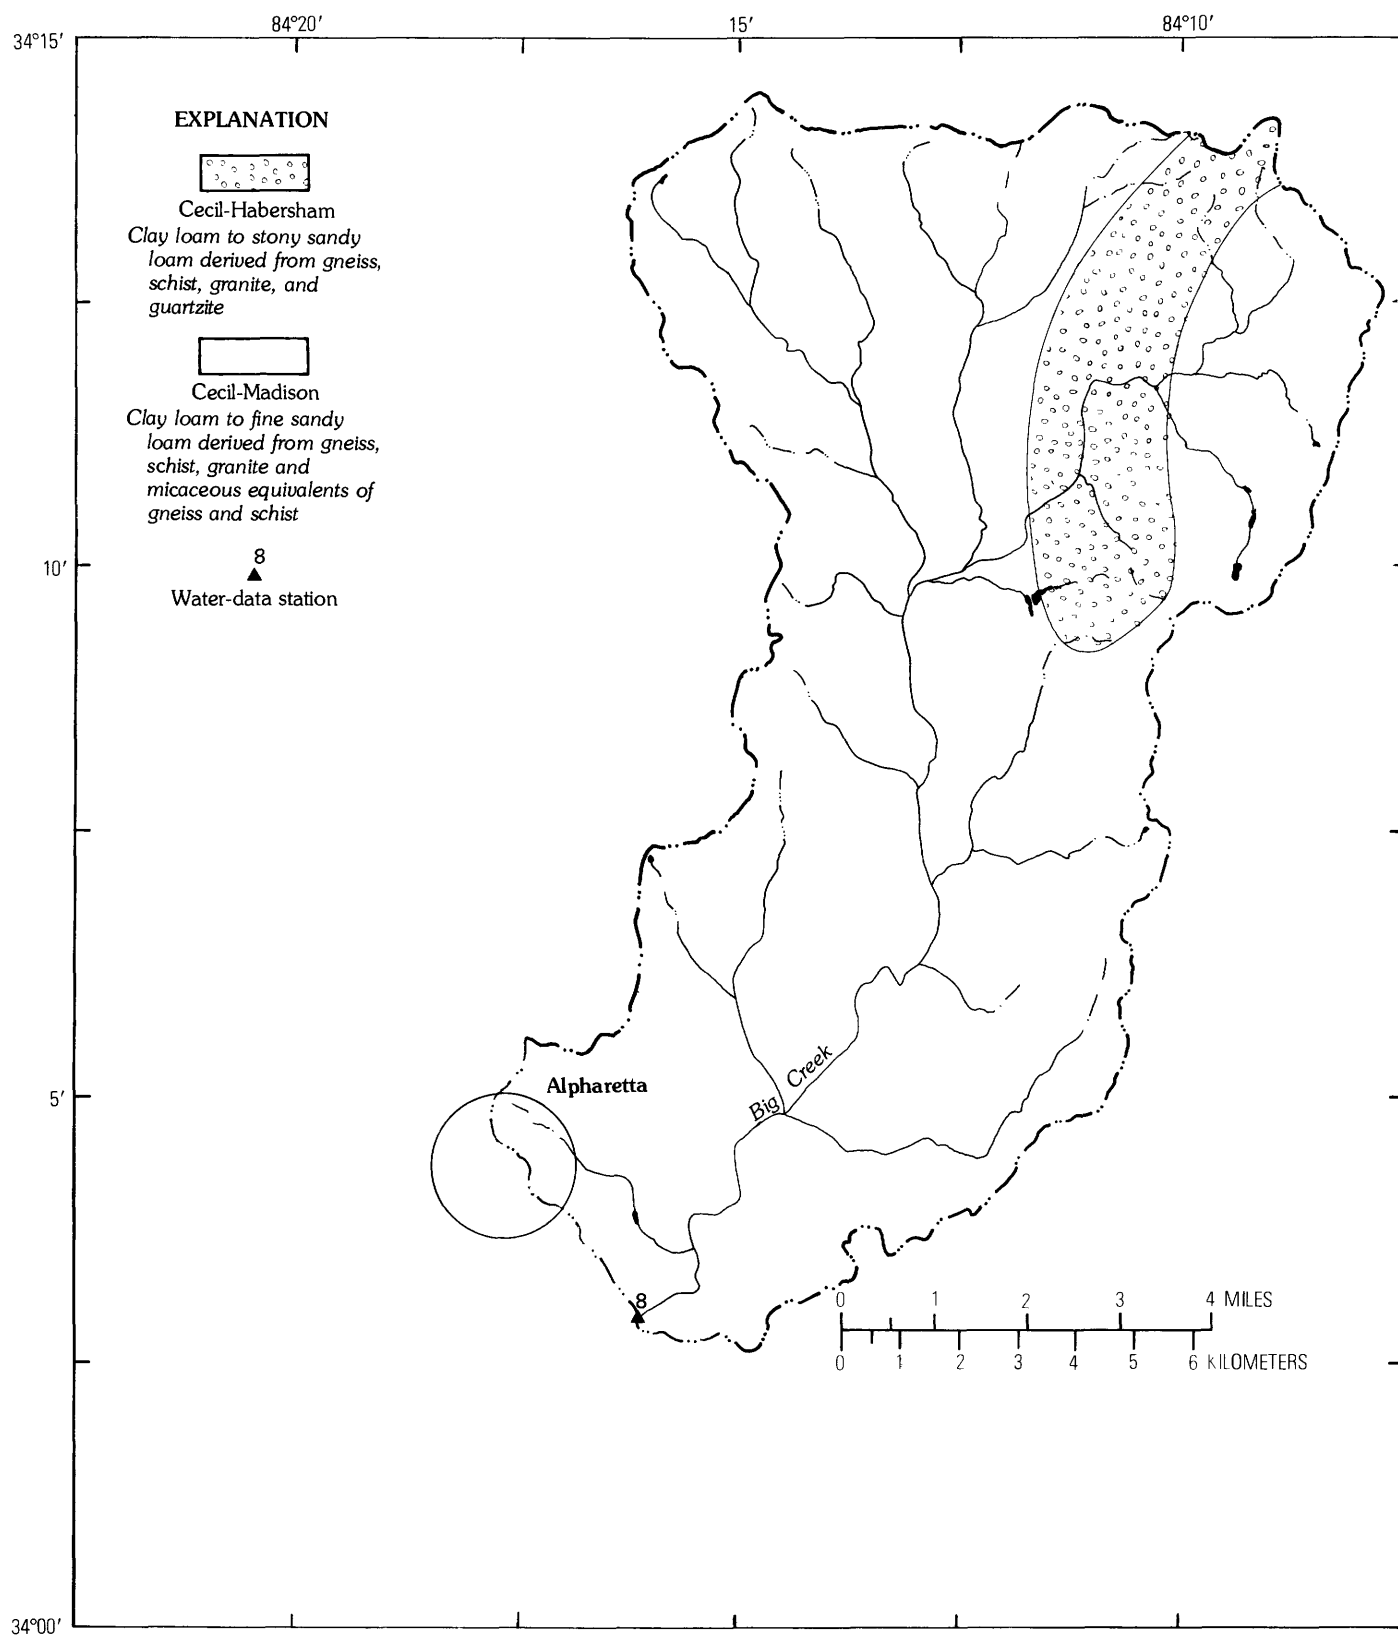 84°20′ 15′ 84°10′
34°15′
EXPLANATION
Cecil-Habersham
Clay loam to stony sandy
loam derived from gneiss,
schist, granite, and
guartzite
Cecil-Madison
Clay loam to fine sandy
loam derived from gneiss,
schist, granite and
micaceous equivalents of
gneiss and schist
8
Water-data station
10′
5′
Alpharetta
Big Creek
8
0 1 2 3 4 MILES
0 1 2 3 4 5 6 KILOMETERS
34°00′